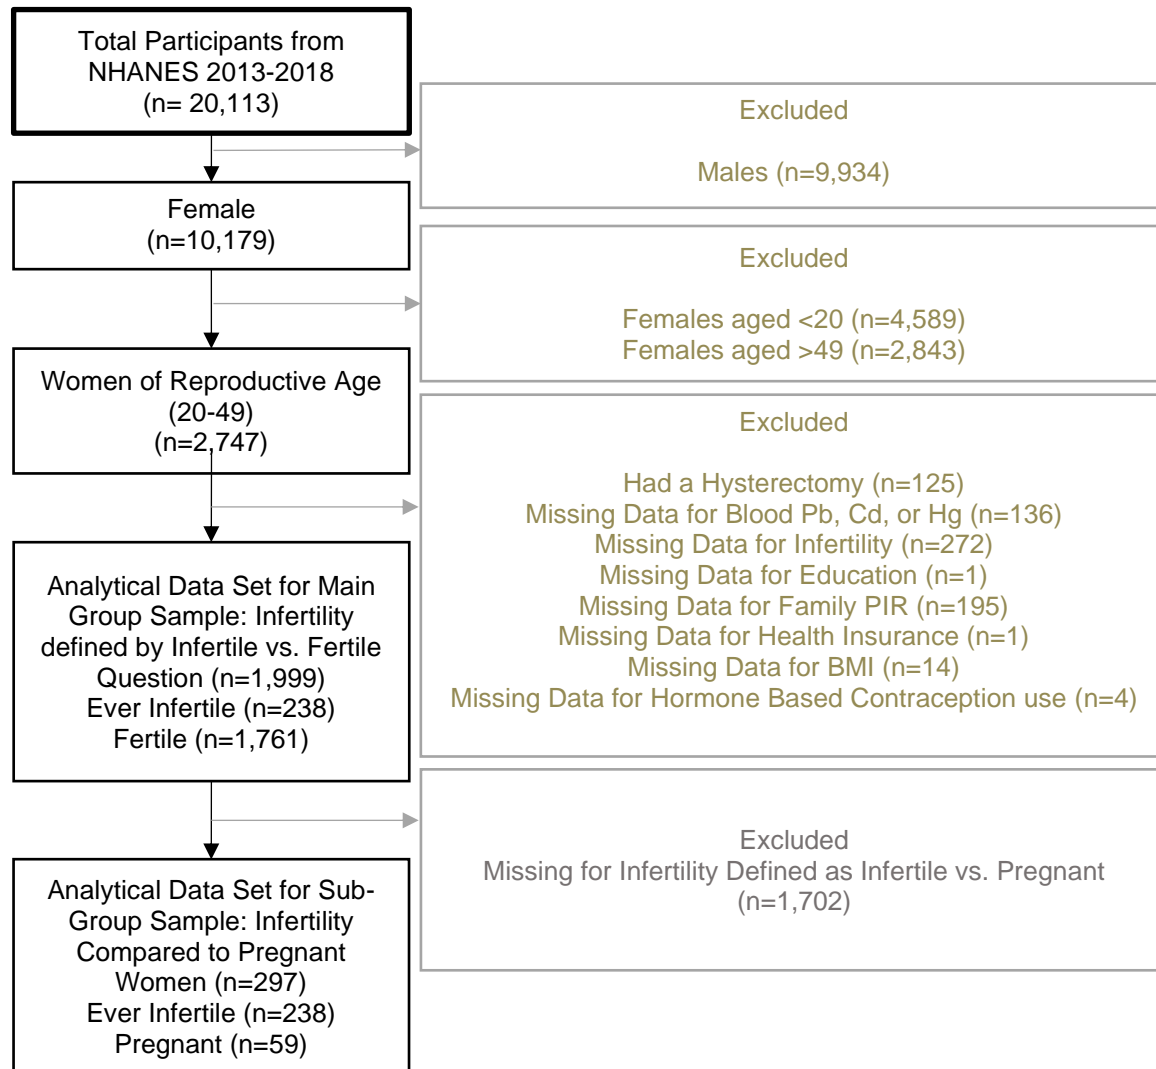 Total Participants from
NHANES 2013-2018
(n= 20,113)
Excluded
Males (n=9,934)
Female
(n=10,179)
Excluded
Females aged <20 (n=4,589)
Females aged >49 (n=2,843)
Women of Reproductive Age
(20-49)
(n=2,747)
Excluded
Had a Hysterectomy (n=125)
Missing Data for Blood Pb, Cd, or Hg (n=136)
Missing Data for Infertility (n=272)
Missing Data for Education (n=1)
Missing Data for Family PIR (n=195)
Missing Data for Health Insurance (n=1)
Missing Data for BMI (n=14)
Missing Data for Hormone Based Contraception use (n=4)
Analytical Data Set for Main
Group Sample: Infertility
defined by Infertile vs. Fertile
Question (n=1,999)
Ever Infertile (n=238)
Fertile (n=1,761)
Excluded
Missing for Infertility Defined as Infertile vs. Pregnant
(n=1,702)
Analytical Data Set for Sub-
Group Sample: Infertility
Compared to Pregnant
Women (n=297)
Ever Infertile (n=238)
Pregnant (n=59)